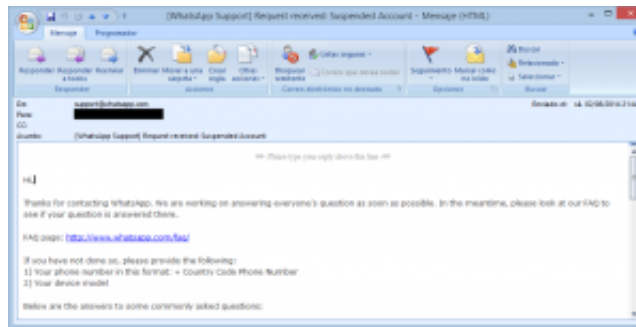 [WhatsApp Support] Request received: Suspended Account - Mensaje (HTML)
Mensaje Programador
Responder Responder a todos Reenviar Eliminar Mover a una carpeta Crear regla Otras acciones Bloquear remitente Listas seguras Correo que desea recibir Seguimiento Marcar como no leído Buscar Relacionado Seleccionar
Responder Acciones Correo electrónico no deseado Opciones Buscar
De: support@whatsapp.com Enviado el:
Para:
CC:
Asunto: [WhatsApp Support] Request received: Suspended Account
##- Please type your reply above this line -##
Hi,
Thanks for contacting WhatsApp. We are working on answering everyone's question as soon as
possible. In the meantime, please look at our FAQ to
see if your question is answered there.
FAQ page: http://www.whatsapp.com/faq/
If you have not done so, please provide the following:
1) Your phone number in this format: + Country Code Phone Number
2) Your device model
Below are the answers to some commonly asked questions: